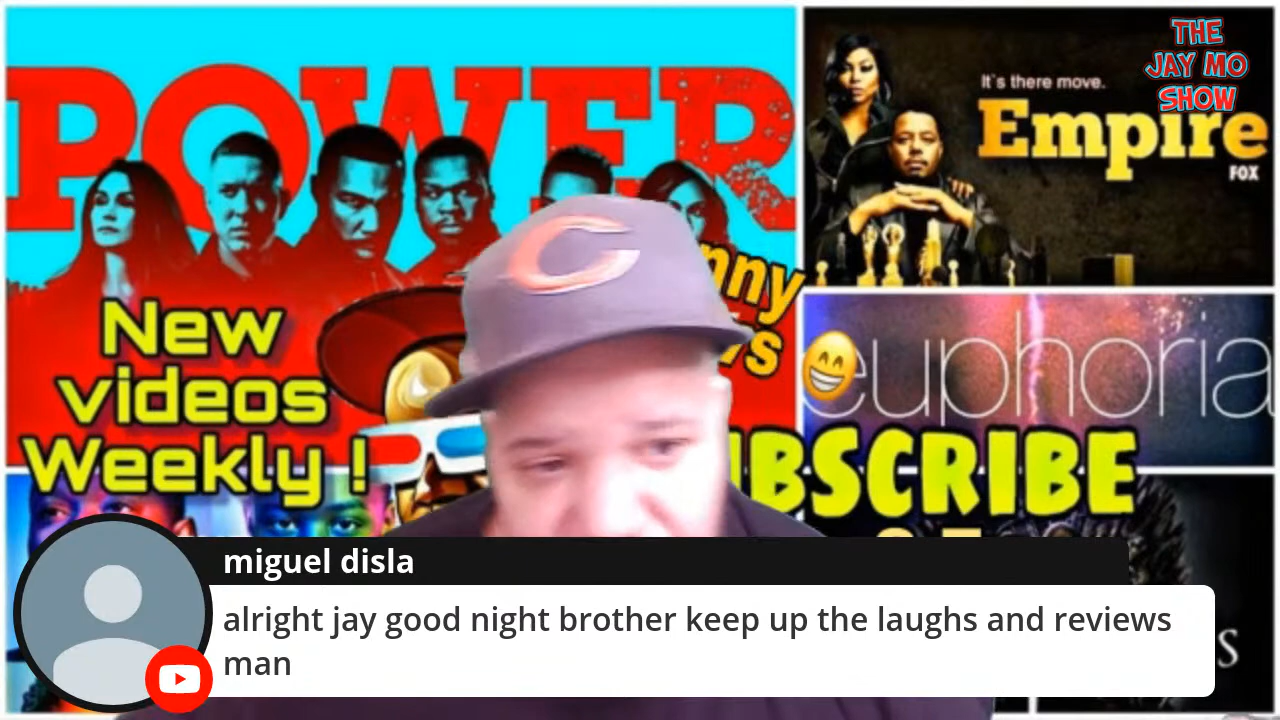 POWER
THE
JAY MO
SHOW
It`s there move.
Empire
FOX
New
videos
Weekly !
euphoria
miguel disla
alright jay good night brother keep up the laughs and reviews
man